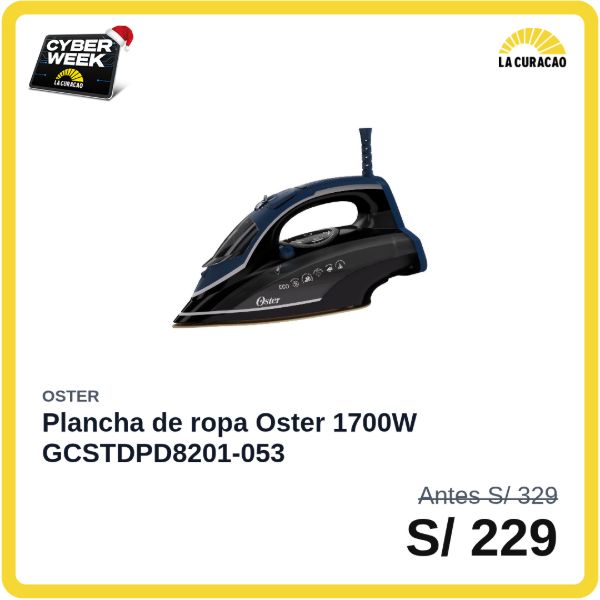 CYBER
WEEK
LA CURACAO
LA CURACAO
ECO
Oster
OSTER
Plancha de ropa Oster 1700W
GCSTDPD8201-053
Antes S/ 329
S/ 229